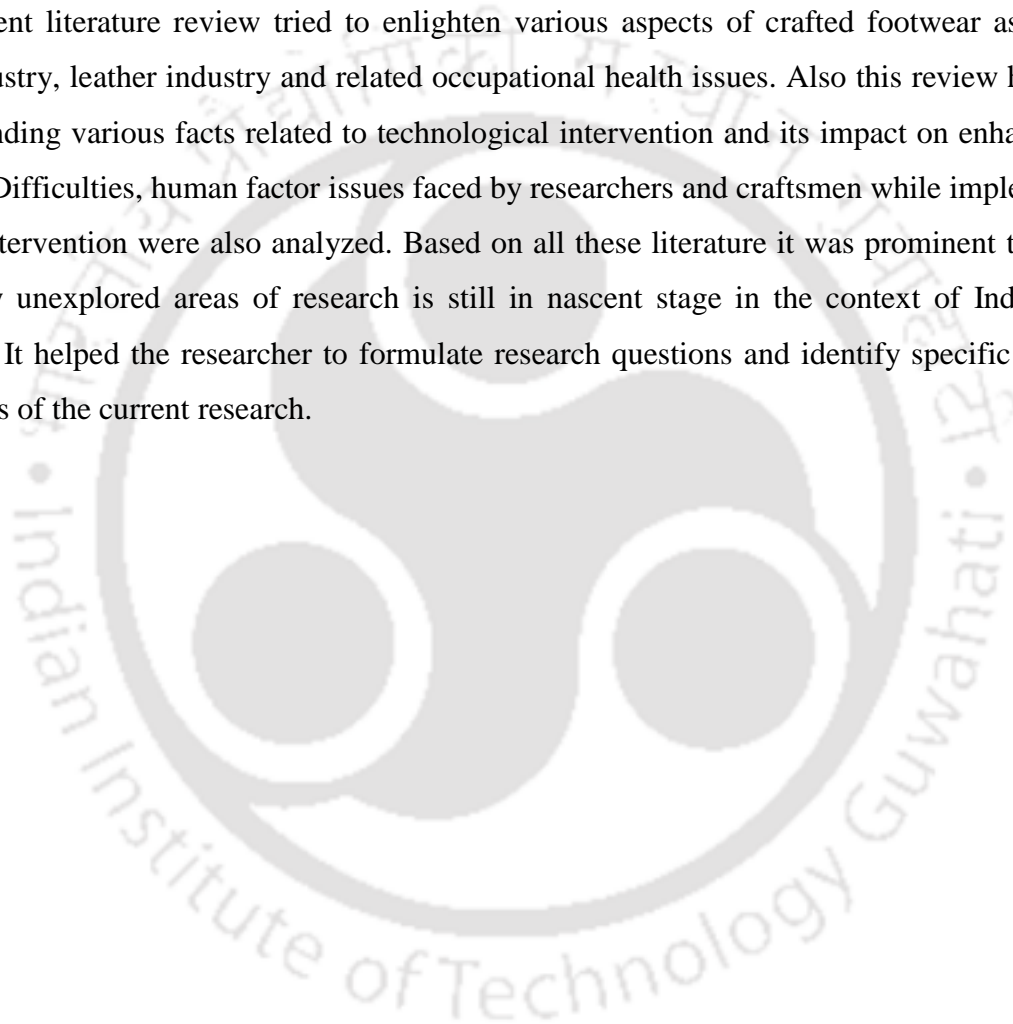 ent literature review tried to enlighten various aspects of crafted footwear as
ustry, leather industry and related occupational health issues. Also this review h
nding various facts related to technological intervention and its impact on enha
Difficulties, human factor issues faced by researchers and craftsmen while imple
tervention were also analyzed. Based on all these literature it was prominent t
y unexplored areas of research is still in nascent stage in the context of Ind
It helped the researcher to formulate research questions and identify specific
s of the current research.
Indian Institute of Technology Guwahati